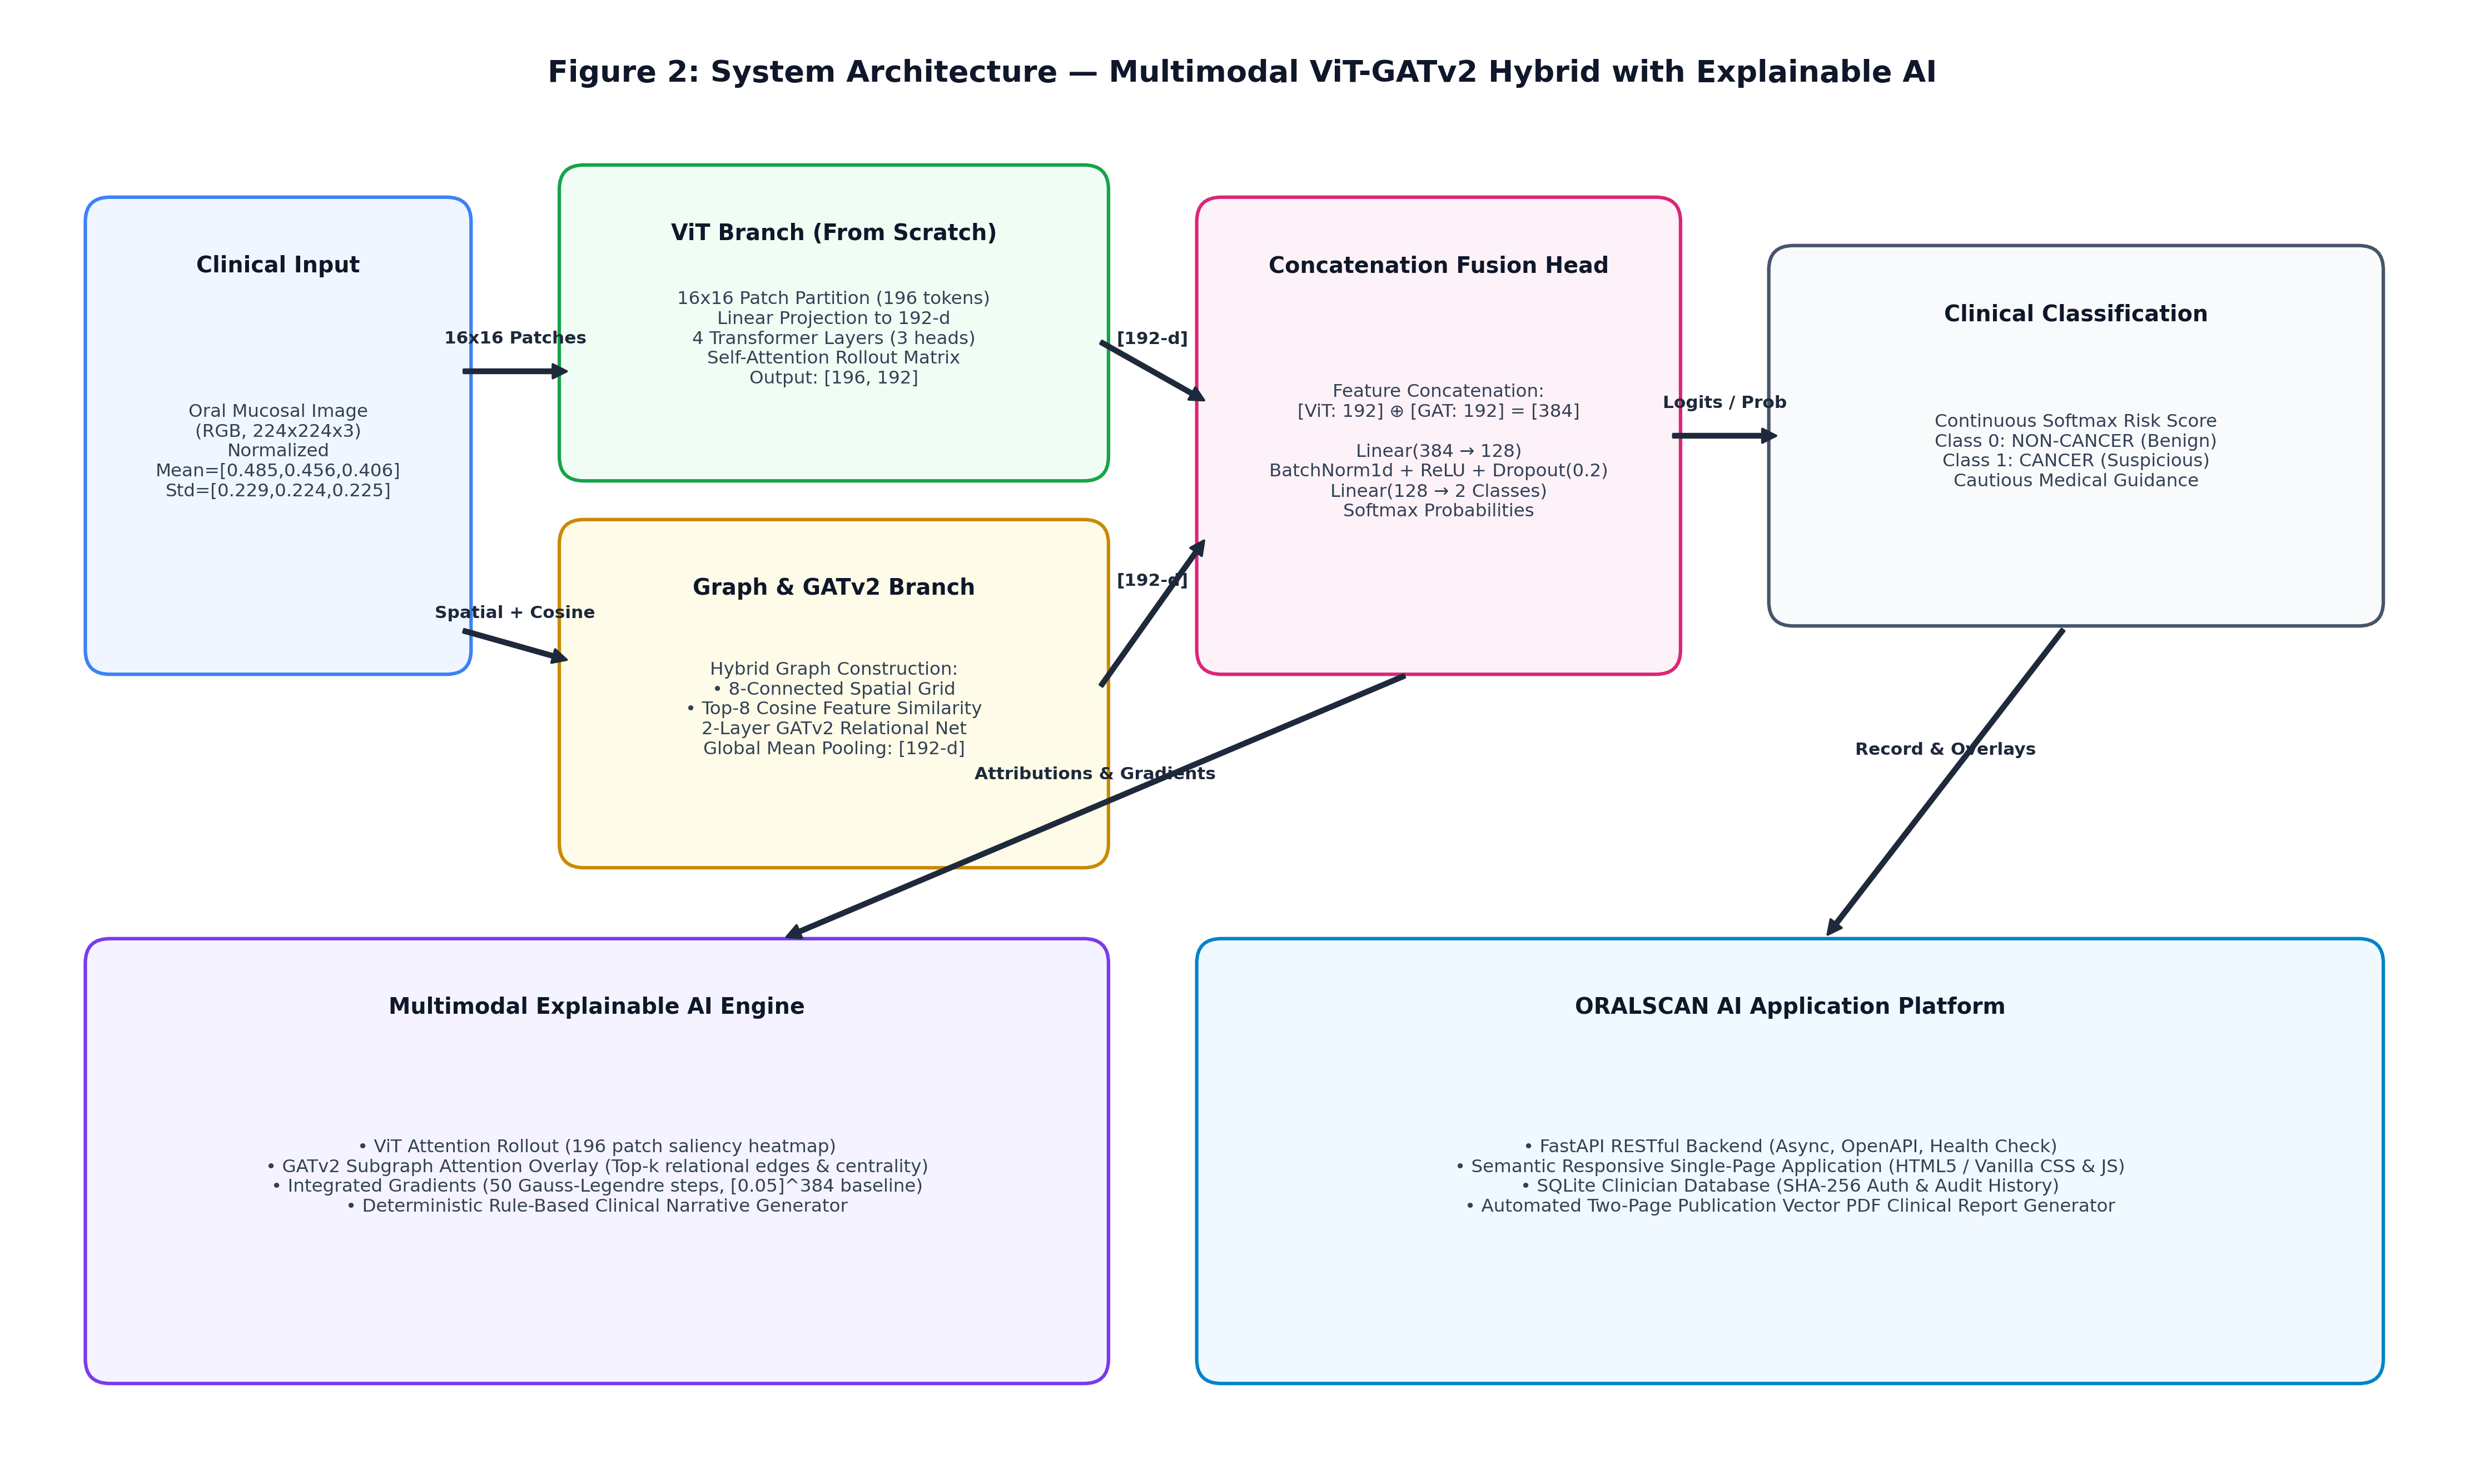 Figure 2: System Architecture — Multimodal ViT-GATv2 Hybrid with Explainable AI
Clinical Input
Oral Mucosal Image
(RGB, 224x224x3)
Normalized
Mean=[0.485,0.456,0.406]
Std=[0.229,0.224,0.225]
16x16 Patches
Spatial + Cosine
ViT Branch (From Scratch)
16x16 Patch Partition (196 tokens)
Linear Projection to 192-d
4 Transformer Layers (3 heads)
Self-Attention Rollout Matrix
Output: [196, 192]
[192-d]
Graph & GATv2 Branch
Hybrid Graph Construction:
• 8-Connected Spatial Grid
• Top-8 Cosine Feature Similarity
2-Layer GATv2 Relational Net
Global Mean Pooling: [192-d]
[192-d]
Attributions & Gradients
Concatenation Fusion Head
Feature Concatenation:
[ViT: 192] ⊕ [GAT: 192] = [384]
Linear(384 → 128)
BatchNorm1d + ReLU + Dropout(0.2)
Linear(128 → 2 Classes)
Softmax Probabilities
Logits / Prob
Clinical Classification
Continuous Softmax Risk Score
Class 0: NON-CANCER (Benign)
Class 1: CANCER (Suspicious)
Cautious Medical Guidance
Record & Overlays
Multimodal Explainable AI Engine
• ViT Attention Rollout (196 patch saliency heatmap)
• GATv2 Subgraph Attention Overlay (Top-k relational edges & centrality)
• Integrated Gradients (50 Gauss-Legendre steps, [0.05]^384 baseline)
• Deterministic Rule-Based Clinical Narrative Generator
ORALSCAN AI Application Platform
• FastAPI RESTful Backend (Async, OpenAPI, Health Check)
• Semantic Responsive Single-Page Application (HTML5 / Vanilla CSS & JS)
• SQLite Clinician Database (SHA-256 Auth & Audit History)
• Automated Two-Page Publication Vector PDF Clinical Report Generator